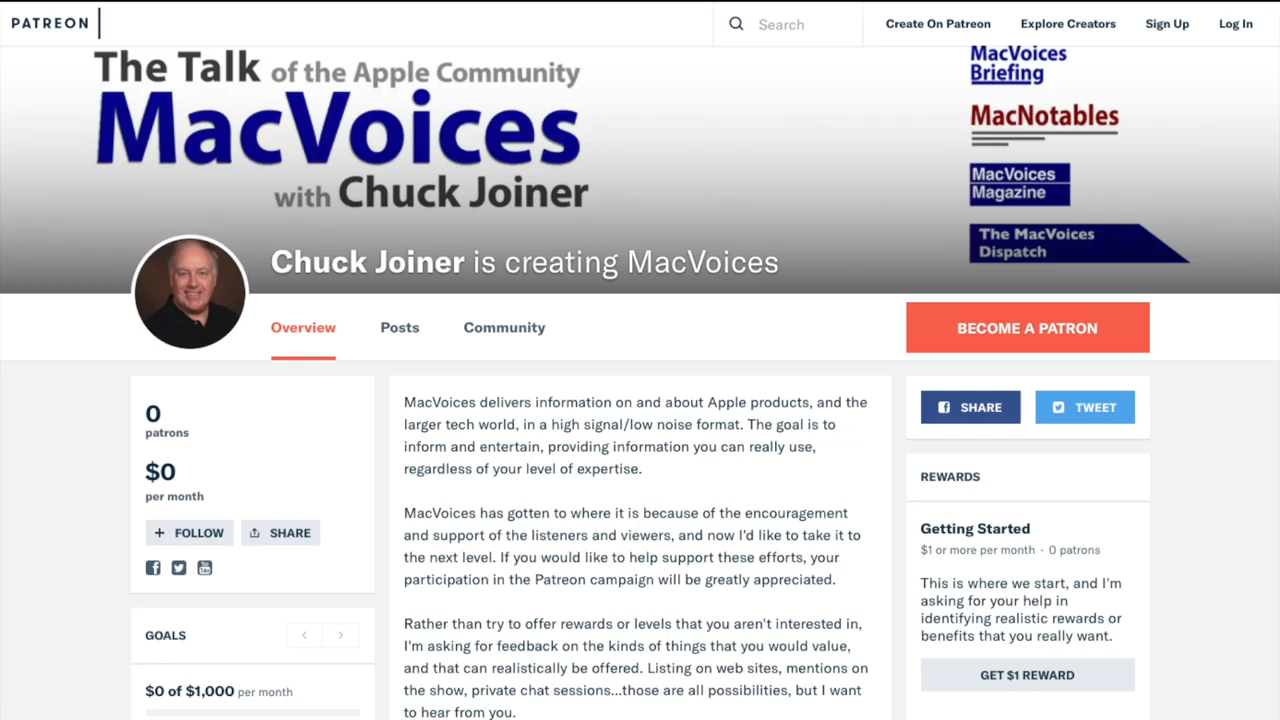 PATREON
Search
Create On Patreon
Explore Creators
Sign Up
Log In
The Talk of the Apple Community
MacVoices
with Chuck Joiner
MacVoices
Briefing
MacNotables
MacVoices
Magazine
The MacVoices
Dispatch
Chuck Joiner is creating MacVoices
Overview
Posts
Community
BECOME A PATRON
0
patrons
$0
per month
+ FOLLOW
SHARE
GOALS
$0 of $1,000 per month
MacVoices delivers information on and about Apple products, and the
larger tech world, in a high signal/low noise format. The goal is to
inform and entertain, providing information you can really use,
regardless of your level of expertise.
MacVoices has gotten to where it is because of the encouragement
and support of the listeners and viewers, and now I'd like to take it to
the next level. If you would like to help support these efforts, your
participation in the Patreon campaign will be greatly appreciated.
Rather than try to offer rewards or levels that you aren't interested in,
I'm asking for feedback on the kinds of things that you would value,
and that can realistically be offered. Listing on web sites, mentions on
the show, private chat sessions...those are all possibilities, but I want
to hear from you.
SHARE
TWEET
REWARDS
Getting Started
$1 or more per month · 0 patrons
This is where we start, and I'm
asking for your help in
identifying realistic rewards or
benefits that you really want.
GET $1 REWARD